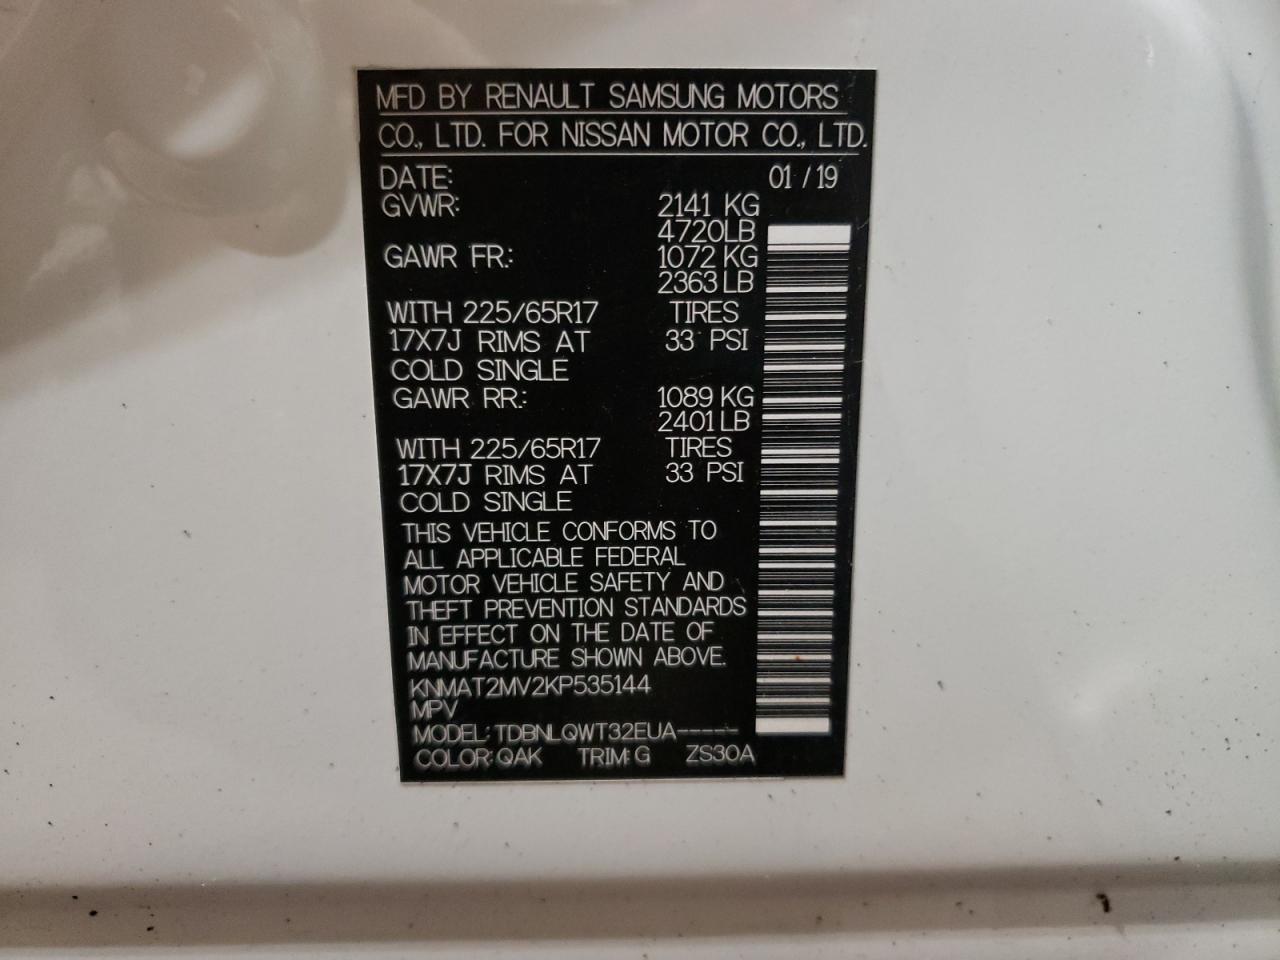 MFD BY RENAULT SAMSUNG MOTORS
CO., LTD. FOR NISSAN MOTOR CO., LTD.
DATE: 01 / 19
GVWR: 2141 KG
4720LB
GAWR FR.: 1072 KG
2363 LB
WITH 225/65R17 TIRES
17X7J RIMS AT 33 PSI
COLD SINGLE
GAWR RR.: 1089 KG
2401 LB
WITH 225/65R17 TIRES
17X7J RIMS AT 33 PSI
COLD SINGLE
THIS VEHICLE CONFORMS TO
ALL APPLICABLE FEDERAL
MOTOR VEHICLE SAFETY AND
THEFT PREVENTION STANDARDS
IN EFFECT ON THE DATE OF
MANUFACTURE SHOWN ABOVE.
KNMAT2MV2KP535144
MPV
MODEL: TDBNLQWT32EUA-----
COLOR: QAK TRIM: G ZS30A